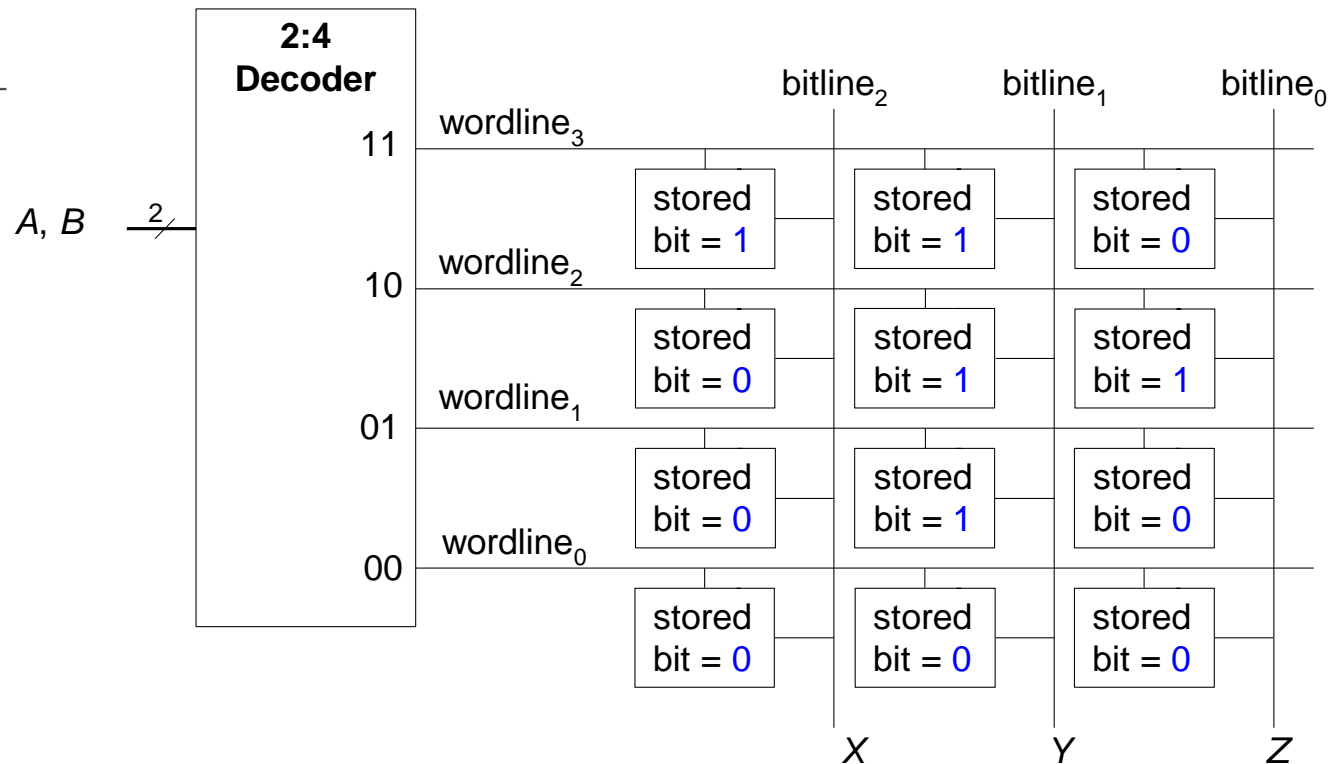 2:4
Decoder
bitline₂ bitline₁ bitline₀
11 wordline₃
A, B 2
stored stored stored
bit = 1 bit = 1 bit = 0
10 wordline₂
stored stored stored
bit = 0 bit = 1 bit = 1
01 wordline₁
stored stored stored
bit = 0 bit = 1 bit = 0
00 wordline₀
stored stored stored
bit = 0 bit = 0 bit = 0
X Y Z